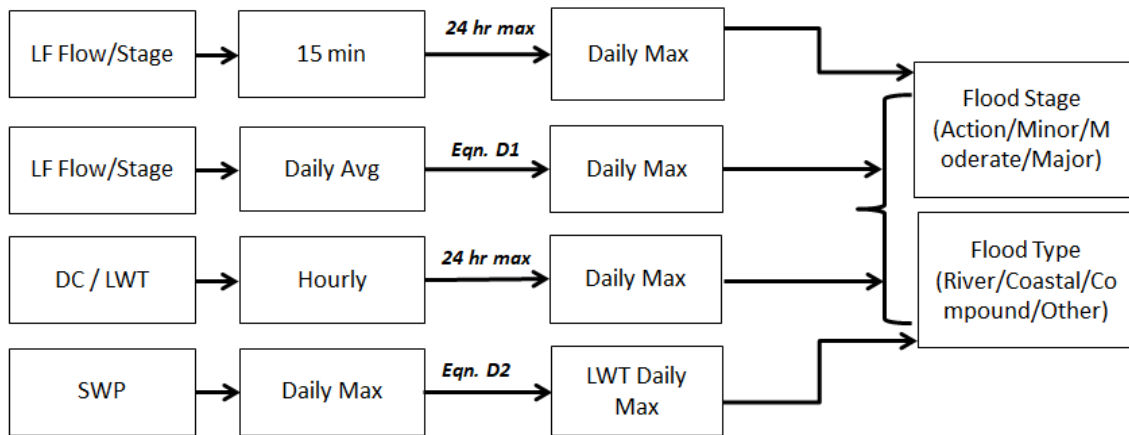 LF Flow/Stage
15 min
24 hr max
Daily Max
LF Flow/Stage
Daily Avg
Eqn. D1
Daily Max
DC / LWT
Hourly
24 hr max
Daily Max
SWP
Daily Max
Eqn. D2
LWT Daily
Max
Flood Stage
(Action/Minor/M
oderate/Major)
Flood Type
(River/Coastal/Co
mpound/Other)